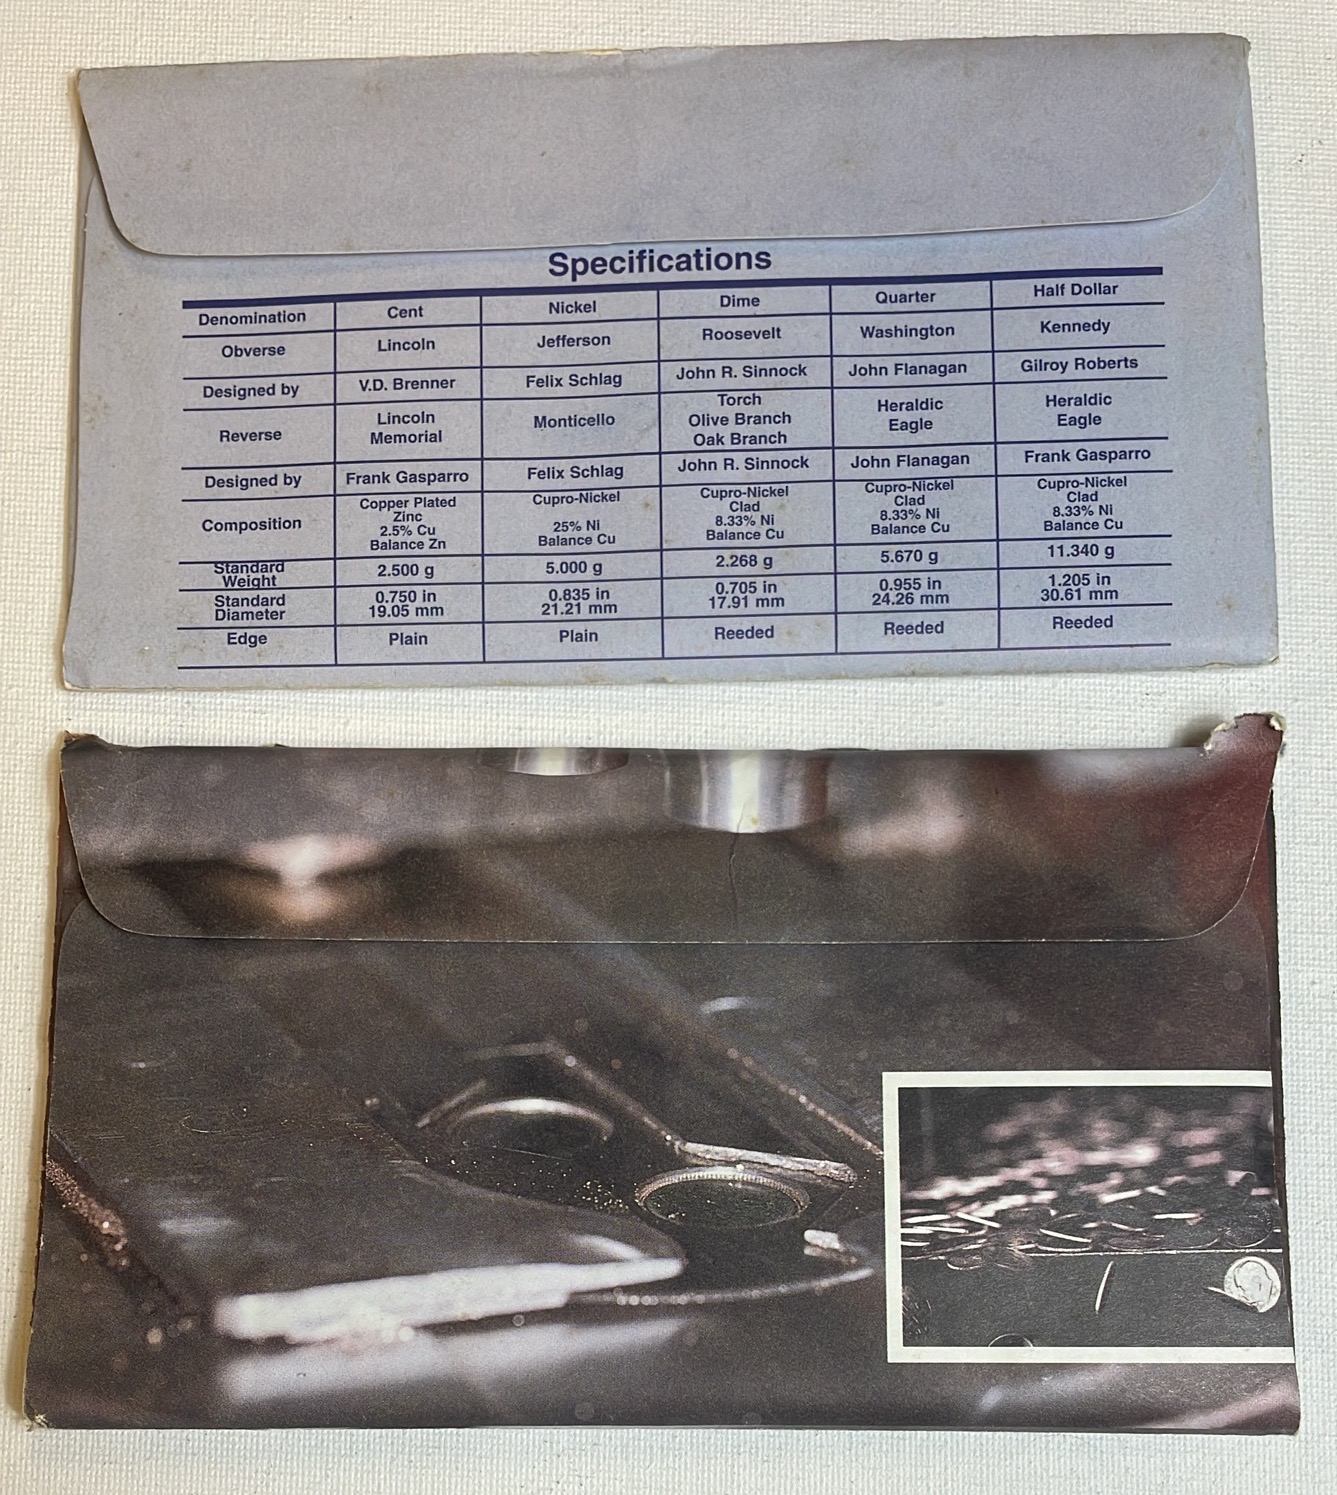 Specifications
Denomination Cent Nickel Dime Quarter Half Dollar
Obverse Lincoln Jefferson Roosevelt Washington Kennedy
Designed by V.D. Brenner Felix Schlag John R. Sinnock John Flanagan Gilroy Roberts
Reverse Lincoln Memorial Monticello Torch Olive Branch Oak Branch Heraldic Eagle Heraldic Eagle
Designed by Frank Gasparro Felix Schlag John R. Sinnock John Flanagan Frank Gasparro
Composition Copper Plated Zinc 2.5% Cu Balance Zn Cupro-Nickel 25% Ni Balance Cu Cupro-Nickel Clad 8.33% Ni Balance Cu Cupro-Nickel Clad 8.33% Ni Balance Cu Cupro-Nickel Clad 8.33% Ni Balance Cu
Standard Weight 2.500 g 5.000 g 2.268 g 5.670 g 11.340 g
Standard Diameter 0.750 in 19.05 mm 0.835 in 21.21 mm 0.705 in 17.91 mm 0.955 in 24.26 mm 1.205 in 30.61 mm
Edge Plain Plain Reeded Reeded Reeded